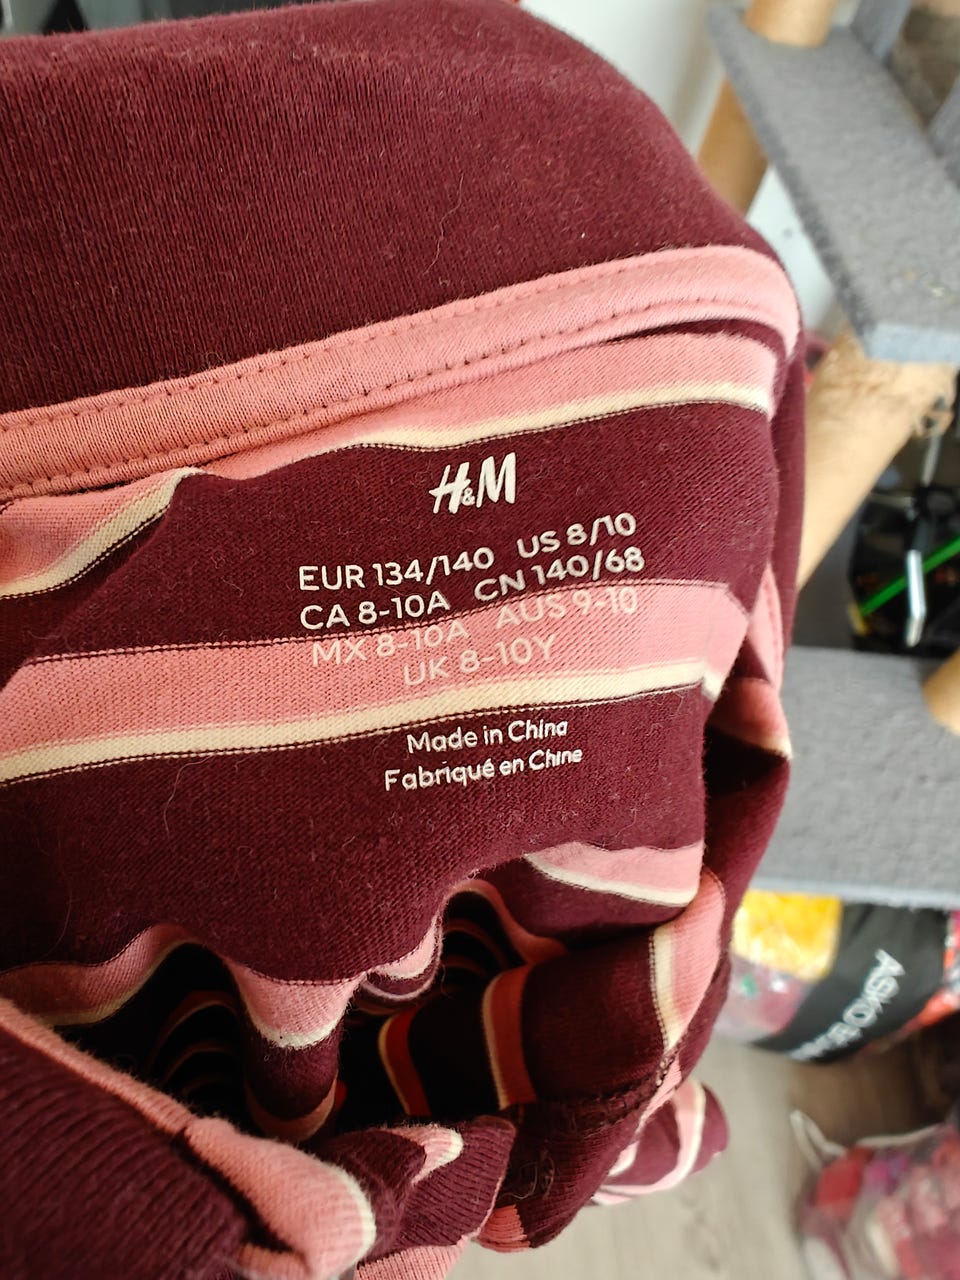 H&M
EUR 134/140 US 8/10
CA 8-10A CN 140/68
MX 8-10A AUS 9-10
UK 8-10Y
Made in China
Fabriqué en Chine